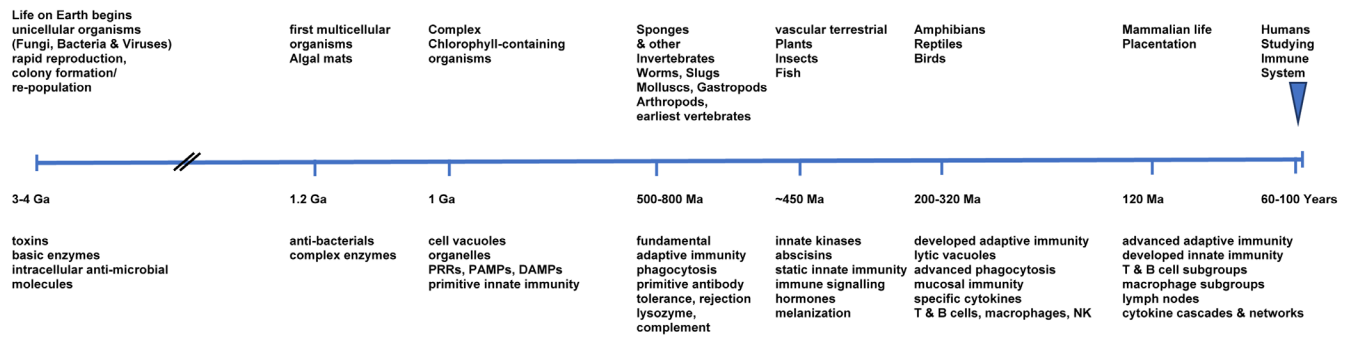 Life on Earth begins
unicellular organisms
(Fungi, Bacteria & Viruses)
rapid reproduction,
colony formation/
re-population
first multicellular
organisms
Algal mats
Complex
Chlorophyll-containing
organisms
Sponges
& other
Invertebrates
Worms, Slugs
Molluscs, Gastropods
Arthropods,
earliest vertebrates
vascular terrestrial
Plants
Insects
Fish
Amphibians
Reptiles
Birds
Mammalian life
Placentation
Humans
Studying
Immune
System
3-4 Ga
1.2 Ga
1 Ga
500-800 Ma
~450 Ma
200-320 Ma
120 Ma
60-100 Years
toxins
basic enzymes
intracellular anti-microbial
molecules
anti-bacterials
complex enzymes
cell vacuoles
organelles
PRRs, PAMPs, DAMPs
primitive innate immunity
fundamental
adaptive immunity
phagocytosis
primitive antibody
tolerance, rejection
lysozyme,
complement
innate kinases
abscisins
static innate immunity
immune signalling
hormones
melanization
developed adaptive immunity
lytic vacuoles
advanced phagocytosis
mucosal immunity
specific cytokines
T & B cells, macrophages, NK
advanced adaptive immunity
developed innate immunity
T & B cell subgroups
macrophage subgroups
lymph nodes
cytokine cascades & networks